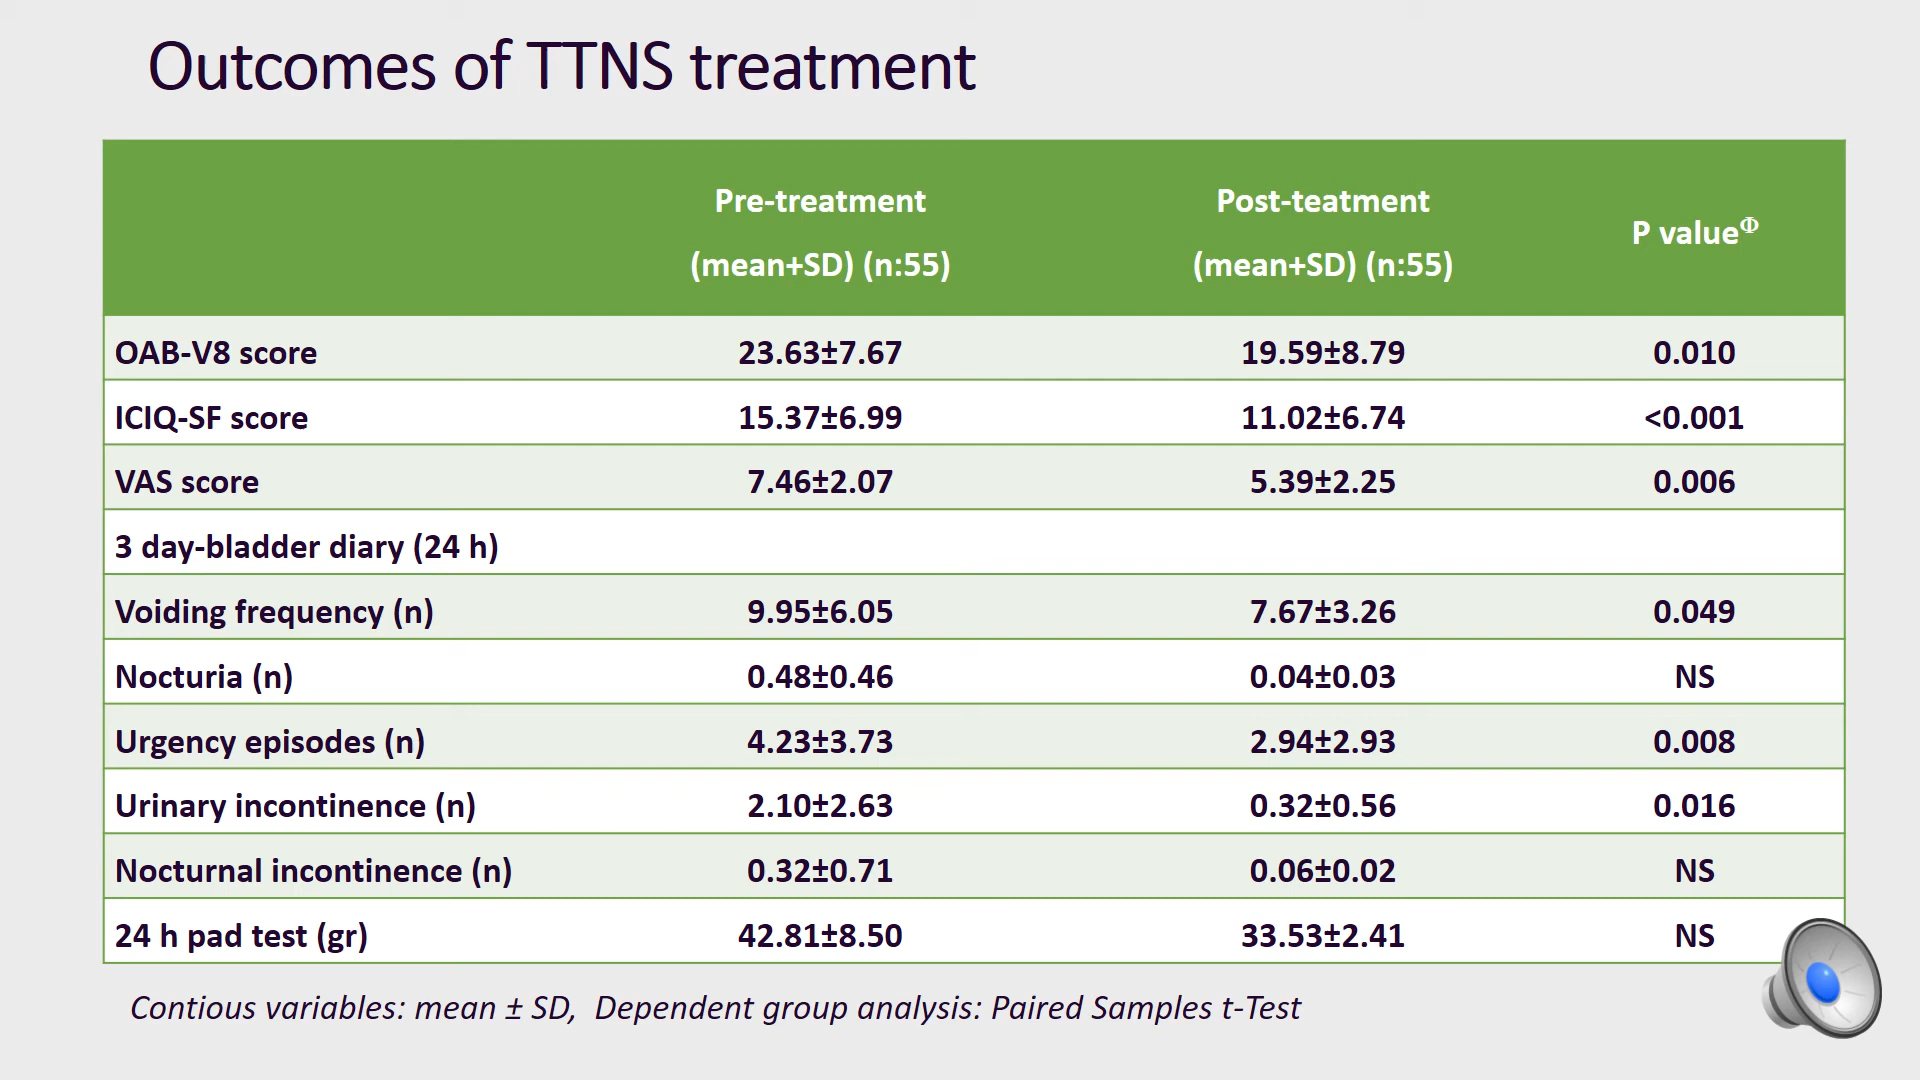 Outcomes of TTNS treatment
Pre-treatment
(mean+SD) (n:55)
Post-teatment
(mean+SD) (n:55)
P valueΦ
OAB-V8 score 23.63±7.67 19.59±8.79 0.010
ICIQ-SF score 15.37±6.99 11.02±6.74 <0.001
VAS score 7.46±2.07 5.39±2.25 0.006
3 day-bladder diary (24 h)
Voiding frequency (n) 9.95±6.05 7.67±3.26 0.049
Nocturia (n) 0.48±0.46 0.04±0.03 NS
Urgency episodes (n) 4.23±3.73 2.94±2.93 0.008
Urinary incontinence (n) 2.10±2.63 0.32±0.56 0.016
Nocturnal incontinence (n) 0.32±0.71 0.06±0.02 NS
24 h pad test (gr) 42.81±8.50 33.53±2.41 NS
Contious variables: mean ± SD, Dependent group analysis: Paired Samples t-Test